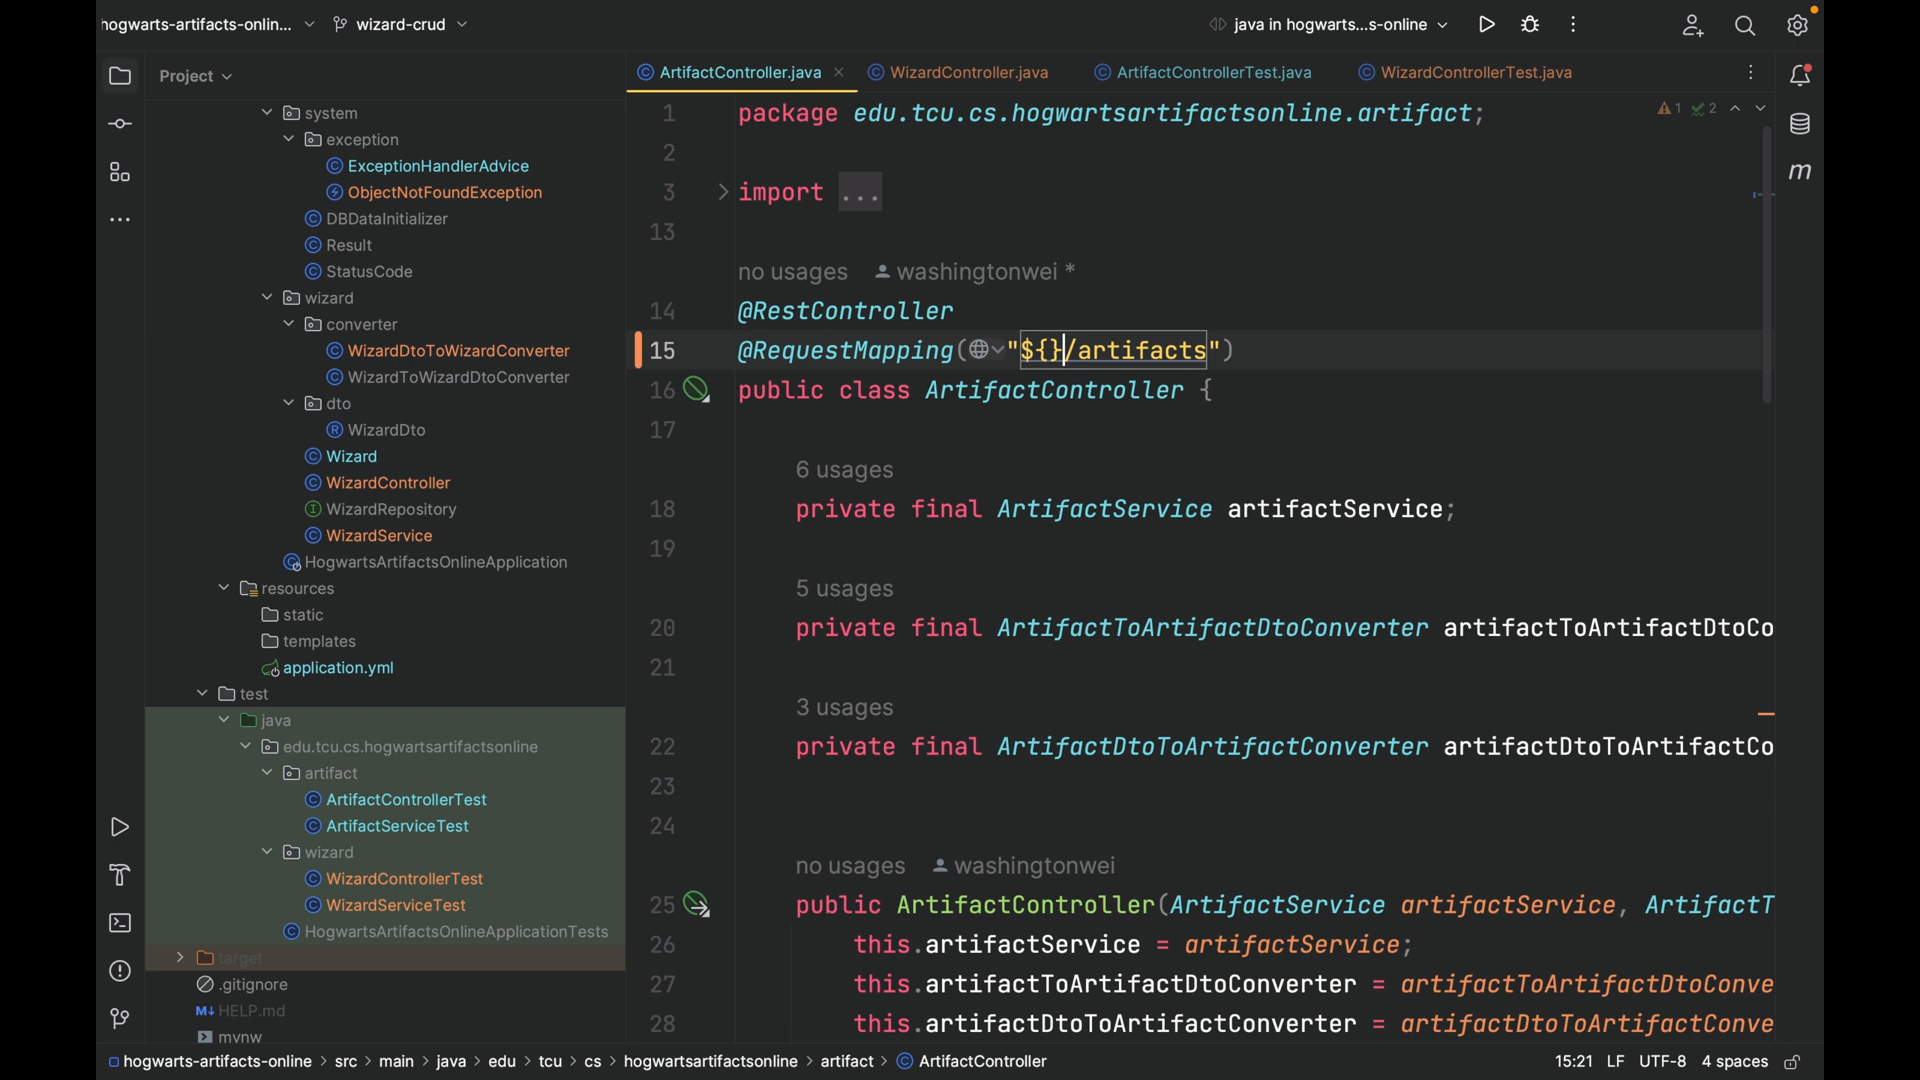 hogwarts-artifacts-onlin...
wizard-crud
java in hogwarts...s-online
Project
system
exception
ExceptionHandlerAdvice
ObjectNotFoundException
DBDataInitializer
Result
StatusCode
wizard
converter
WizardDtoToWizardConverter
WizardToWizardDtoConverter
dto
WizardDto
Wizard
WizardController
WizardRepository
WizardService
HogwartsArtifactsOnlineApplication
resources
static
templates
application.yml
test
java
edu.tcu.cs.hogwartsartifactsonline
artifact
ArtifactControllerTest
ArtifactServiceTest
wizard
WizardControllerTest
WizardServiceTest
HogwartsArtifactsOnlineApplicationTests
target
.gitignore
M↓ HELP.md
mvnw
ArtifactController.java
WizardController.java
ArtifactControllerTest.java
WizardControllerTest.java
1 package edu.tcu.cs.hogwartsartifactsonline.artifact;
1 2
2
3 import ...
13
no usages washingtonwei *
14 @RestController
15 @RequestMapping("${}/artifacts")
16 public class ArtifactController {
17
6 usages
18 private final ArtifactService artifactService;
19
5 usages
20 private final ArtifactToArtifactDtoConverter artifactToArtifactDtoCo
21
3 usages
22 private final ArtifactDtoToArtifactConverter artifactDtoToArtifactCo
23
24
no usages washingtonwei
25 public ArtifactController(ArtifactService artifactService, ArtifactT
26 this.artifactService = artifactService;
27 this.artifactToArtifactDtoConverter = artifactToArtifactDtoConve
28 this.artifactDtoToArtifactConverter = artifactDtoToArtifactConve
m
hogwarts-artifacts-online > src > main > java > edu > tcu > cs > hogwartsartifactsonline > artifact > ArtifactController
15:21 LF UTF-8 4 spaces